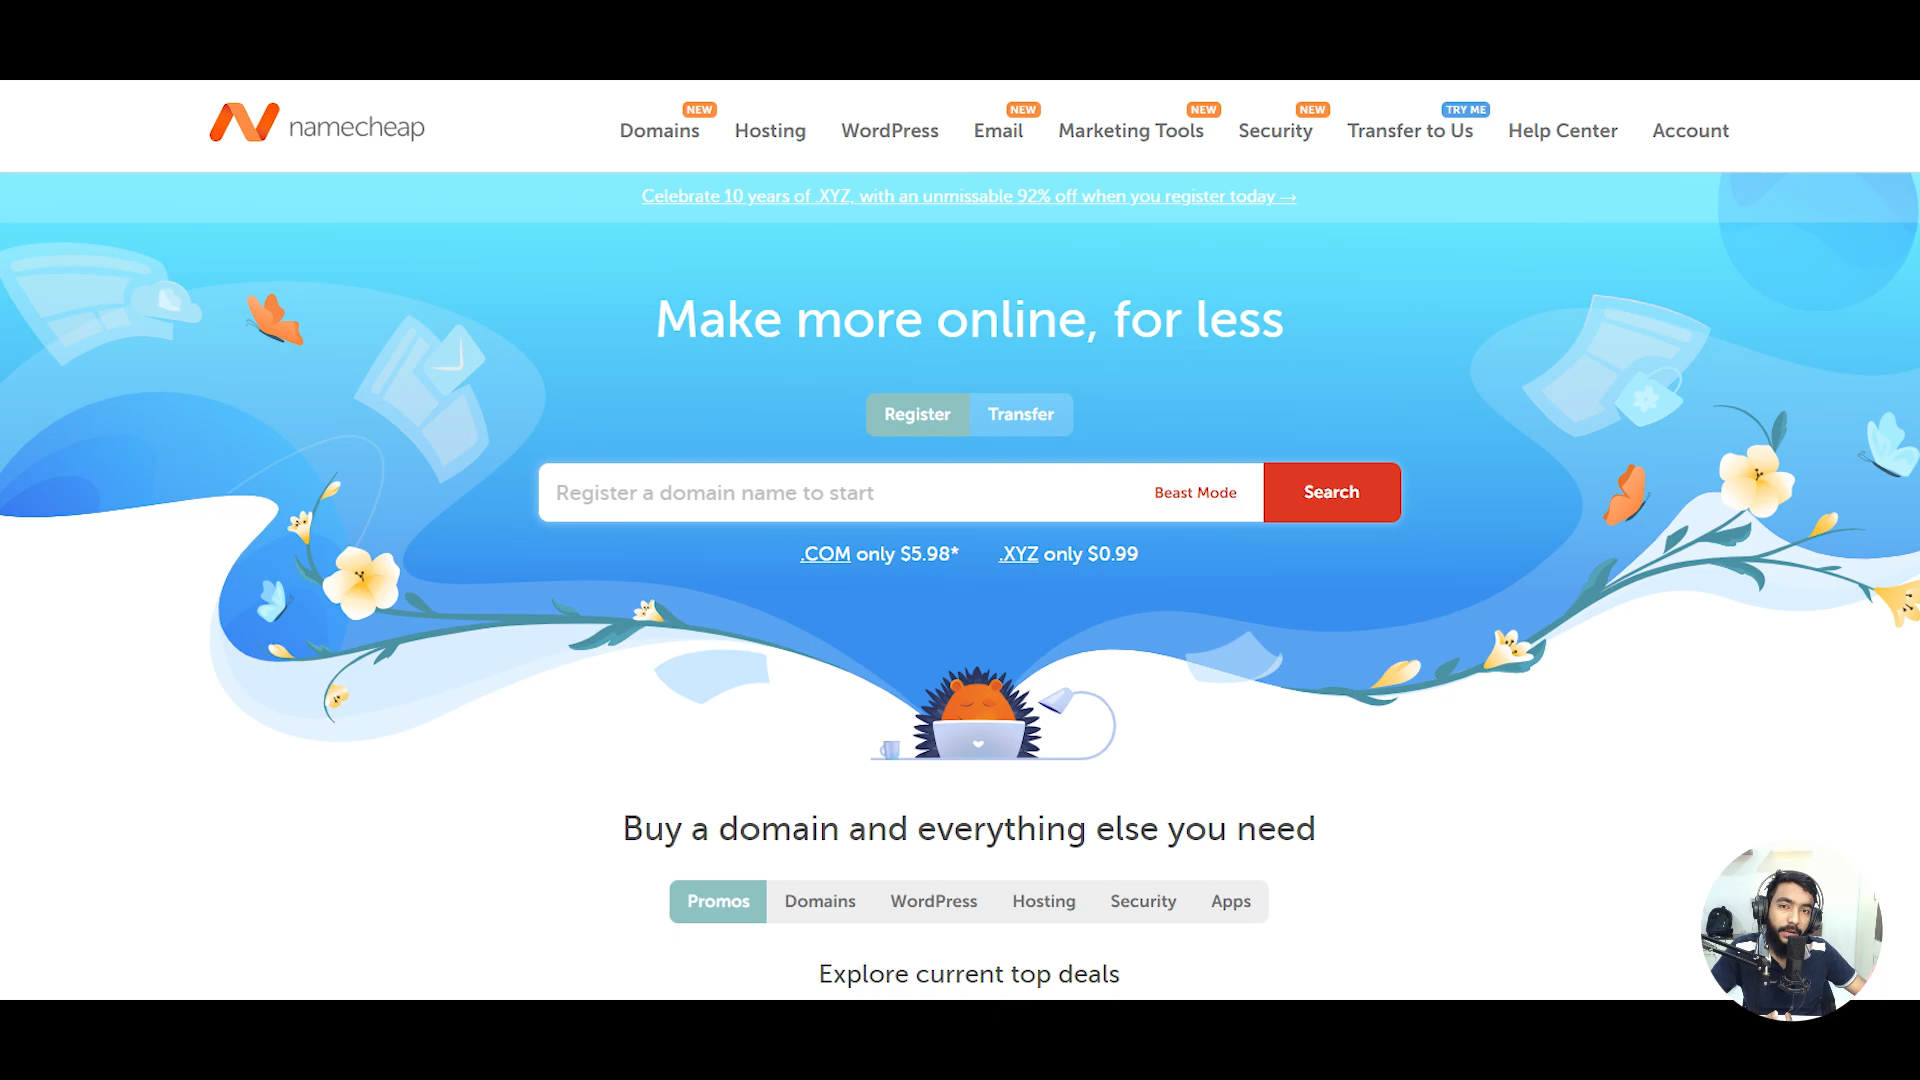 namecheap
NEW NEW NEW NEW TRY ME
Domains Hosting WordPress Email Marketing Tools Security Transfer to Us Help Center Account
Celebrate 10 years of .XYZ, with an unmissable 92% off when you register today →
Make more online, for less
Register Transfer
Register a domain name to start Beast Mode Search
.COM only $5.98* .XYZ only $0.99
Buy a domain and everything else you need
Promos Domains WordPress Hosting Security Apps
Explore current top deals